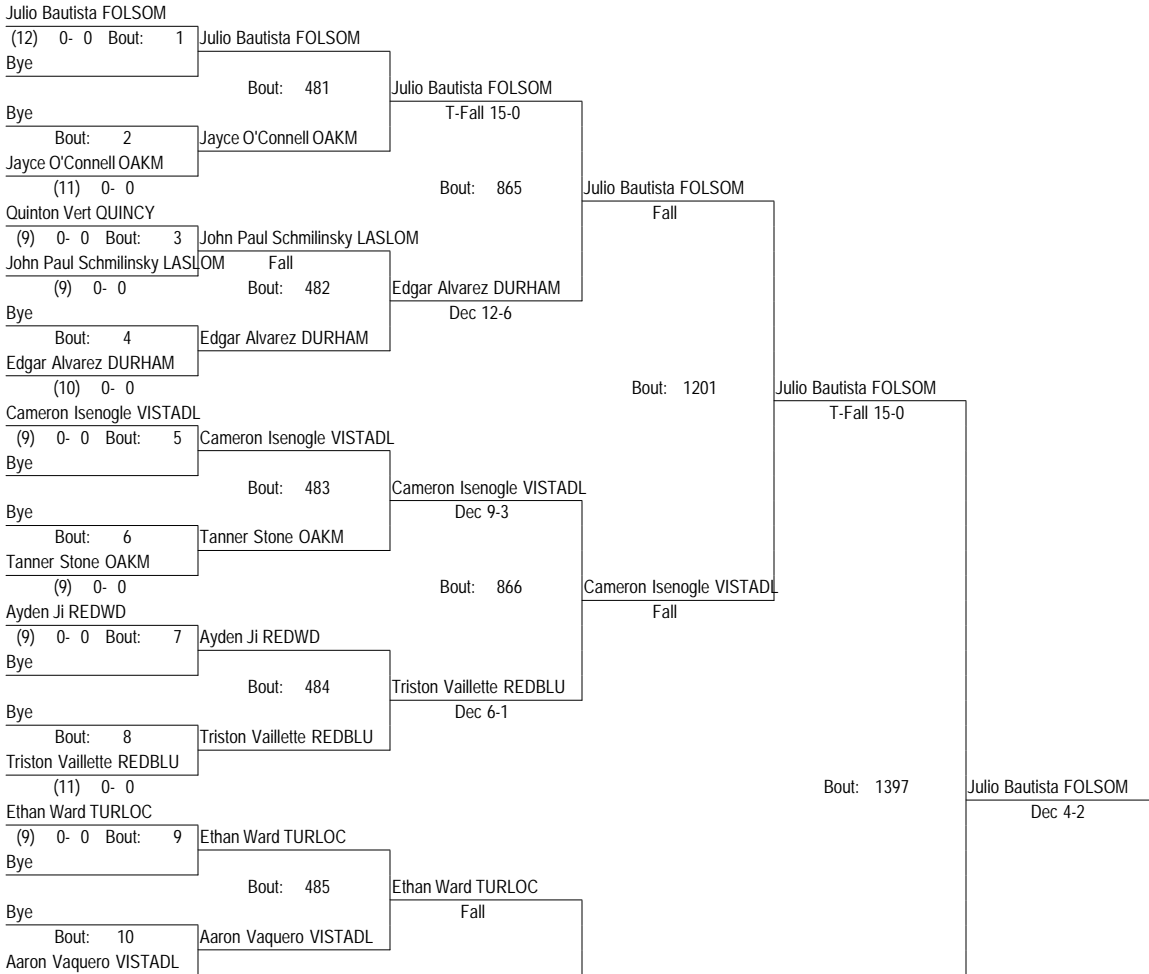 Julio Bautista FOLSOM
(12) 0- 0 Bout: 1 Julio Bautista FOLSOM
Bye
Bout: 481 Julio Bautista FOLSOM
Bye T-Fall 15-0
Bout: 2 Jayce O'Connell OAKM
Jayce O'Connell OAKM
(11) 0- 0 Bout: 865 Julio Bautista FOLSOM
Quinton Vert QUINCY Fall
(9) 0- 0 Bout: 3 John Paul Schmilinsky LASLOM
John Paul Schmilinsky LASLOM Fall
(9) 0- 0 Bout: 482 Edgar Alvarez DURHAM
Bye Dec 12-6
Bout: 4 Edgar Alvarez DURHAM
Edgar Alvarez DURHAM
(10) 0- 0 Bout: 1201 Julio Bautista FOLSOM
Cameron Isenogle VISTADL T-Fall 15-0
(9) 0- 0 Bout: 5 Cameron Isenogle VISTADL
Bye
Bout: 483 Cameron Isenogle VISTADL
Bye Dec 9-3
Bout: 6 Tanner Stone OAKM
Tanner Stone OAKM
(9) 0- 0 Bout: 866 Cameron Isenogle VISTADL
Ayden Ji REDWD Fall
(9) 0- 0 Bout: 7 Ayden Ji REDWD
Bye
Bout: 484 Triston Vaillette REDBLU
Bye Dec 6-1
Bout: 8 Triston Vaillette REDBLU
Triston Vaillette REDBLU
(11) 0- 0 Bout: 1397 Julio Bautista FOLSOM
Ethan Ward TURLOC Dec 4-2
(9) 0- 0 Bout: 9 Ethan Ward TURLOC
Bye
Bout: 485 Ethan Ward TURLOC
Bye Fall
Bout: 10 Aaron Vaquero VISTADL
Aaron Vaquero VISTADL